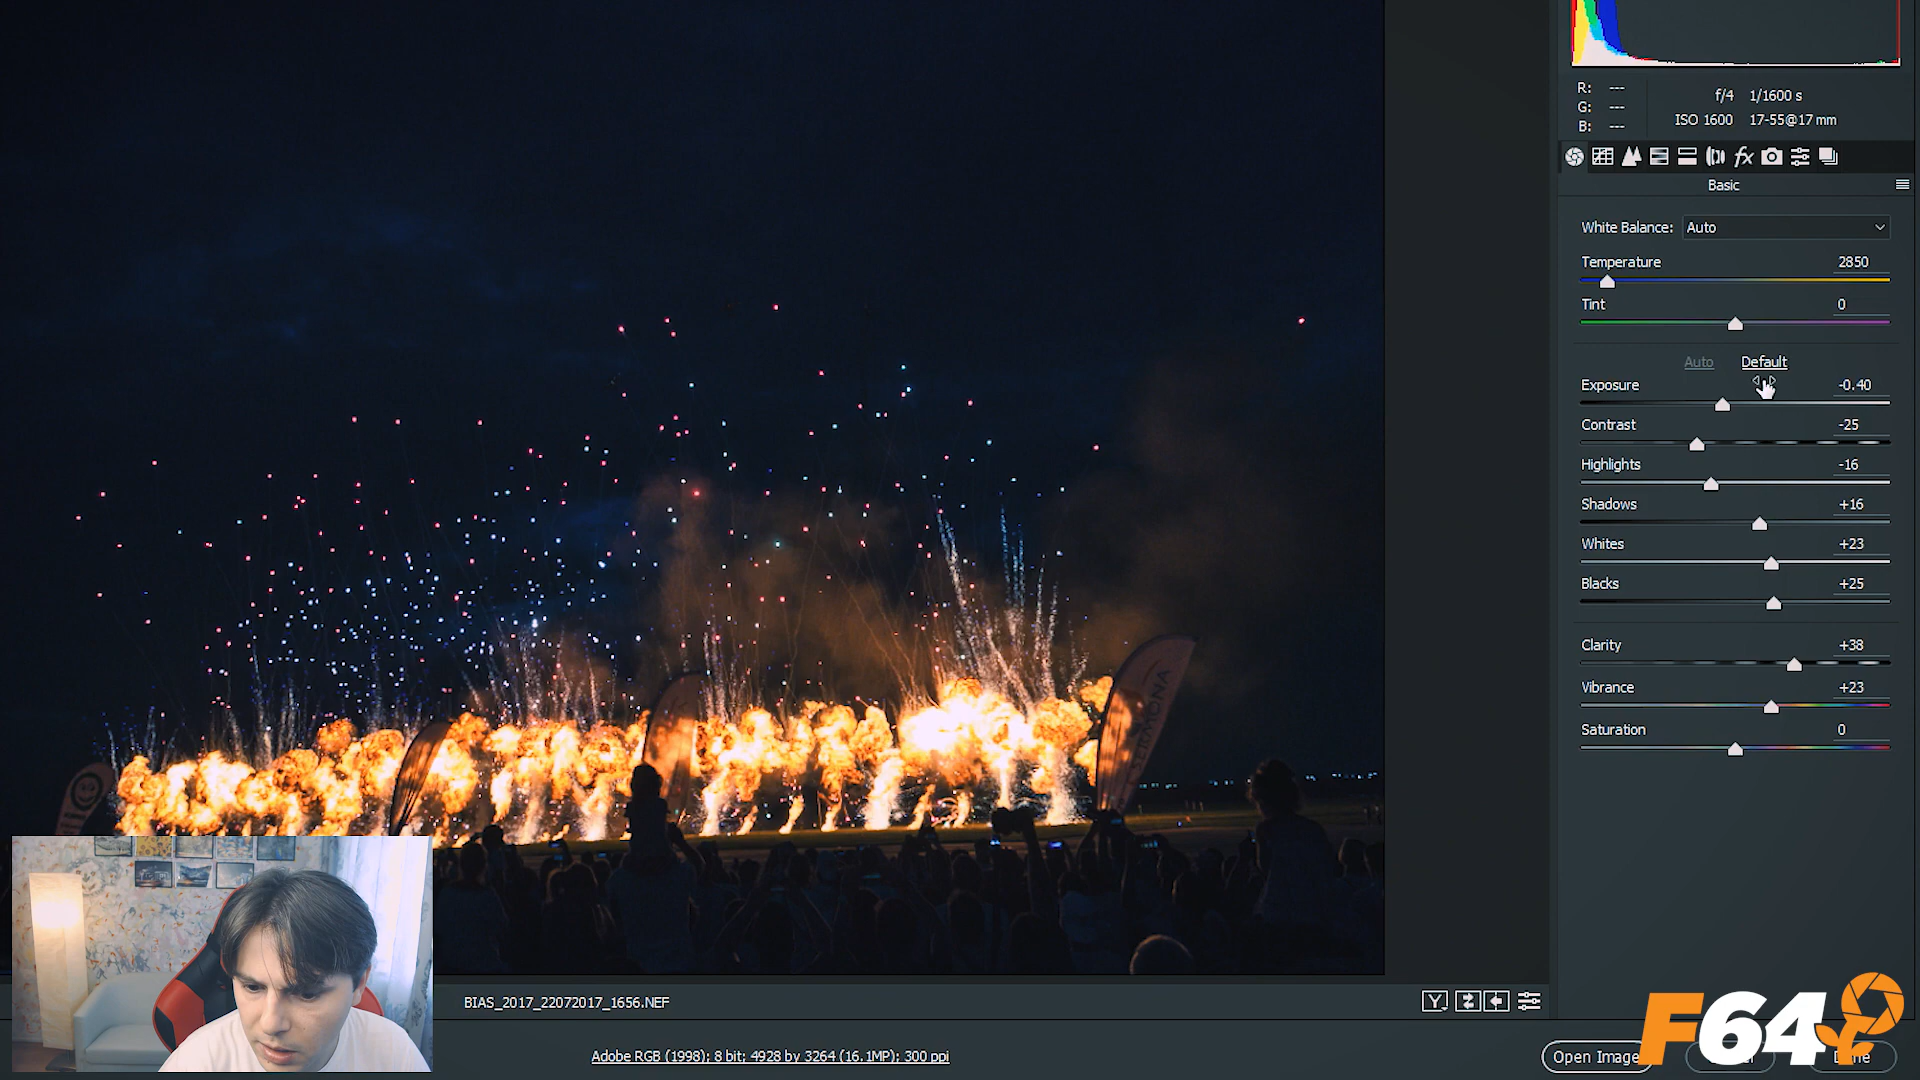 R: ---
G: ---
B: ---
f/4 1/1600 s
ISO 1600 17-55@17 mm
Basic
White Balance: Auto
Temperature 2850
Tint 0
Auto Default
Exposure -0.40
Contrast -25
Highlights -16
Shadows +16
Whites +23
Blacks +25
Clarity +38
Vibrance +23
Saturation 0
BIAS_2017_22072017_1656.NEF
Y
Adobe RGB (1998); 8 bit; 4928 by 3264 (16.1MP); 300 ppi
Open Image
F64